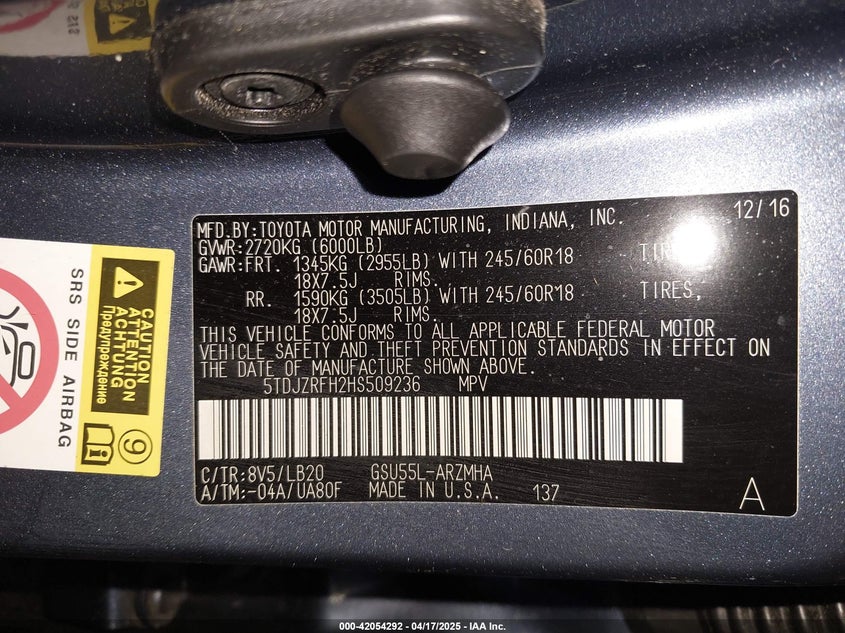 MFD.BY:TOYOTA MOTOR MANUFACTURING, INDIANA, INC. 12/16
GVWR:2720KG (6000LB)
GAWR:FRT. 1345KG (2955LB) WITH 245/60R18 TIRES,
18X7.5J RIMS.
RR. 1590KG (3505LB) WITH 245/60R18 TIRES,
18X7.5J RIMS.
THIS VEHICLE CONFORMS TO ALL APPLICABLE FEDERAL MOTOR
VEHICLE SAFETY AND THEFT PREVENTION STANDARDS IN EFFECT ON
THE DATE OF MANUFACTURE SHOWN ABOVE.
5TDJZRFH2HS509236 MPV
C/TR:8V5/LB20 GSU55L-ARZMHA
A/TM:-04A/UA80F MADE IN U.S.A. 137 A
SRS SIDE AIRBAG
CAUTION
ATTENTION
ACHTUNG
Предупреждение
9
000-42054292 - 04/17/2025 - IAA Inc.